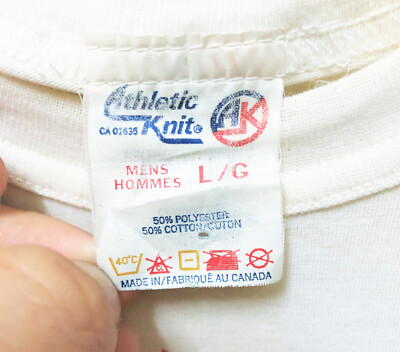 Athletic
CA 01635 Knit®
AK
MENS
HOMMES L/G
50% POLYESTER
50% COTTON/COTON
40°C
MADE IN/FABRIQUÉ AU CANADA